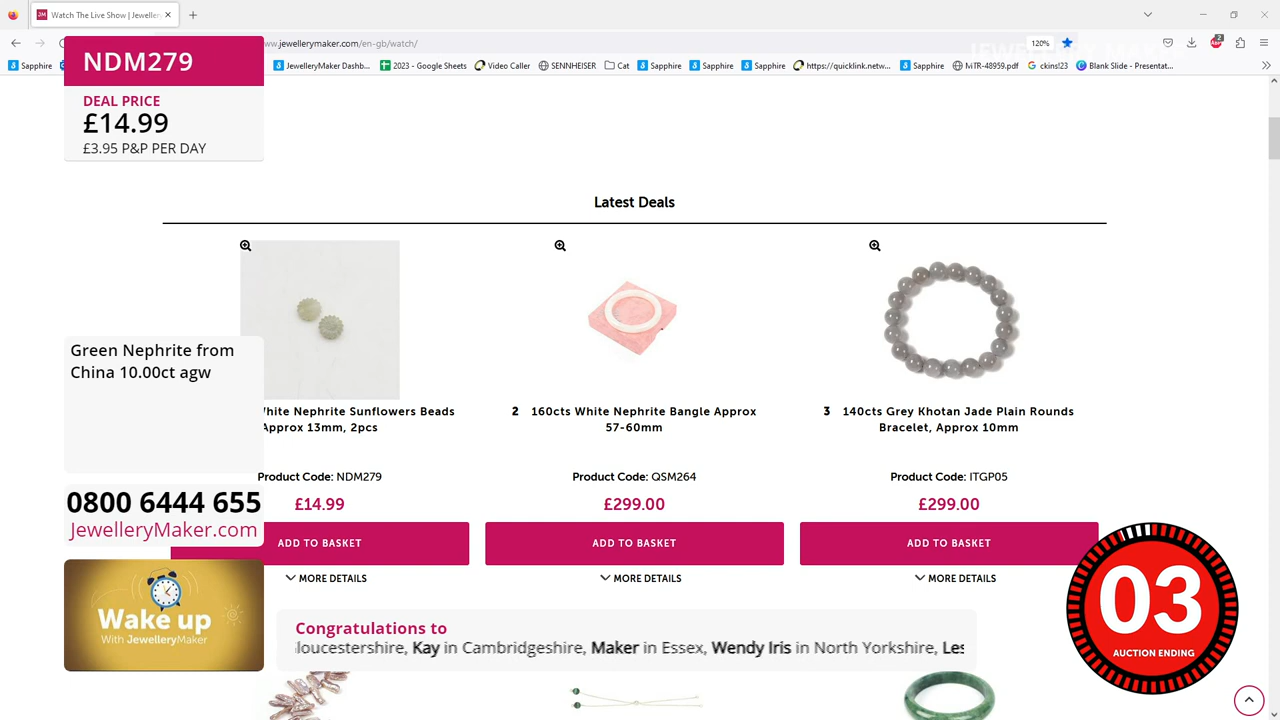 Watch The Live Show | Jeweller
ww.jewellerymaker.com/en-gb/watch/
120%
2
Sapphire
JewelleryMaker Dashb...
2023 - Google Sheets
Video Caller
SENNHEISER
Cat
Sapphire
Sapphire
Sapphire
https://quicklink.netw...
Sapphire
MiTR-48959.pdf
ckins!23
Blank Slide - Presentat...
NDM279
DEAL PRICE
£14.99
£3.95 P&P PER DAY
Latest Deals
White Nephrite Sunflowers Beads
Approx 13mm, 2pcs
Product Code: NDM279
£14.99
ADD TO BASKET
MORE DETAILS
2 160cts White Nephrite Bangle Approx
57-60mm
Product Code: QSM264
£299.00
ADD TO BASKET
MORE DETAILS
3 140cts Grey Khotan Jade Plain Rounds
Bracelet, Approx 10mm
Product Code: ITGP05
£299.00
ADD TO BASKET
MORE DETAILS
Green Nephrite from
China 10.00ct agw
0800 6444 655
JewelleryMaker.com
Wake up
With JewelleryMaker
Congratulations to
loucestershire, Kay in Cambridgeshire, Maker in Essex, Wendy Iris in North Yorkshire, Les
03
AUCTION ENDING